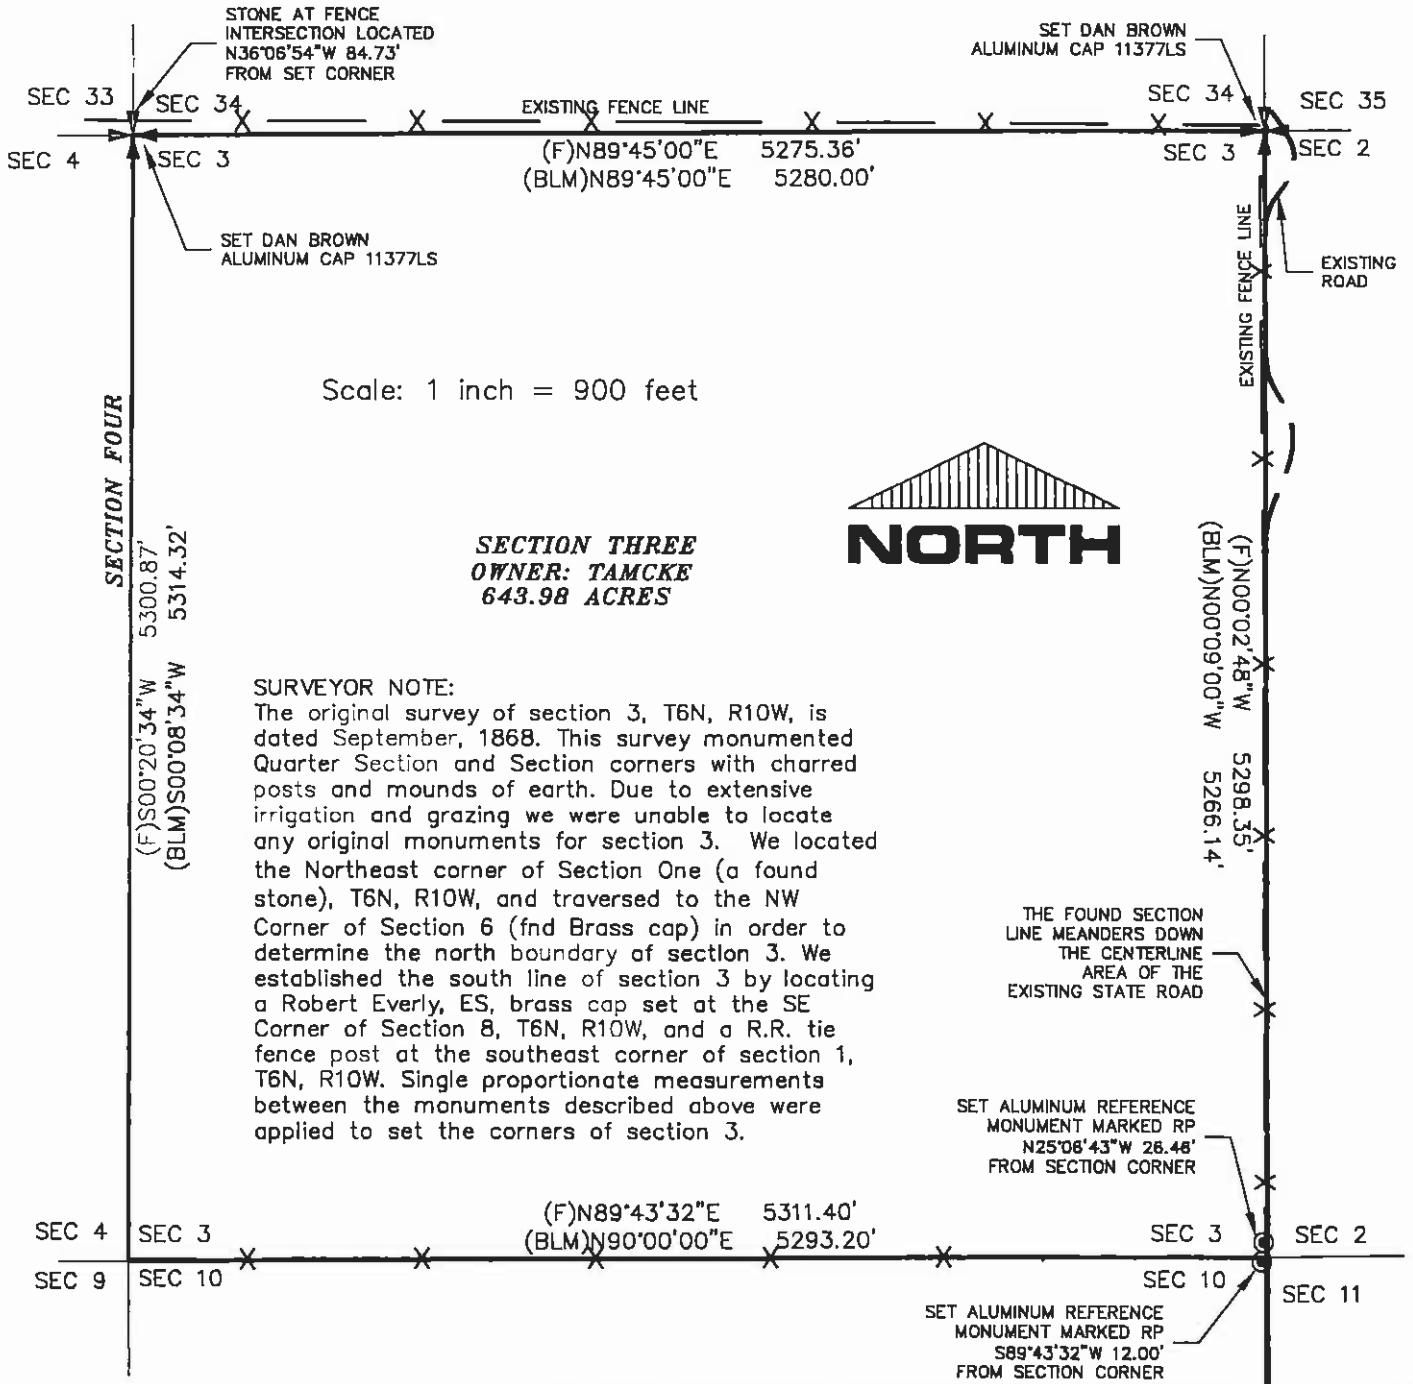 STONE AT FENCE
INTERSECTION LOCATED
N36°06'54"W 84.73'
FROM SET CORNER
SET DAN BROWN
ALUMINUM CAP 11377LS
SEC 33
SEC 34
EXISTING FENCE LINE
SEC 34
SEC 35
SEC 4
SEC 3
(F)N89°45'00"E 5275.36'
(BLM)N89°45'00"E 5280.00'
SEC 3
SEC 2
SET DAN BROWN
ALUMINUM CAP 11377LS
EXISTING FENCE LINE
EXISTING
ROAD
Scale: 1 inch = 900 feet
SECTION FOUR
NORTH
SECTION THREE
OWNER: TAMCKE
643.98 ACRES
(F)S00°20'34"W 5300.87'
(BLM)S00°08'34"W 5314.32'
(F)N00°02'48"W 5298.35'
(BLM)N00°09'00"W 5266.14'
SURVEYOR NOTE:
The original survey of section 3, T6N, R10W, is
dated September, 1868. This survey monumented
Quarter Section and Section corners with charred
posts and mounds of earth. Due to extensive
irrigation and grazing we were unable to locate
any original monuments for section 3. We located
the Northeast corner of Section One (a found
stone), T6N, R10W, and traversed to the NW
Corner of Section 6 (fnd Brass cap) in order to
determine the north boundary of section 3. We
established the south line of section 3 by locating
a Robert Everly, ES, brass cap set at the SE
Corner of Section 8, T6N, R10W, and a R.R. tie
fence post at the southeast corner of section 1,
T6N, R10W. Single proportionate measurements
between the monuments described above were
applied to set the corners of section 3.
THE FOUND SECTION
LINE MEANDERS DOWN
THE CENTERLINE
AREA OF THE
EXISTING STATE ROAD
SET ALUMINUM REFERENCE
MONUMENT MARKED RP
N25°06'43"W 26.46'
FROM SECTION CORNER
SEC 4
SEC 3
(F)N89°43'32"E 5311.40'
(BLM)N90°00'00"E 5293.20'
SEC 3
SEC 2
SEC 9
SEC 10
SEC 10
SEC 11
SET ALUMINUM REFERENCE
MONUMENT MARKED RP
S89°43'32"W 12.00'
FROM SECTION CORNER